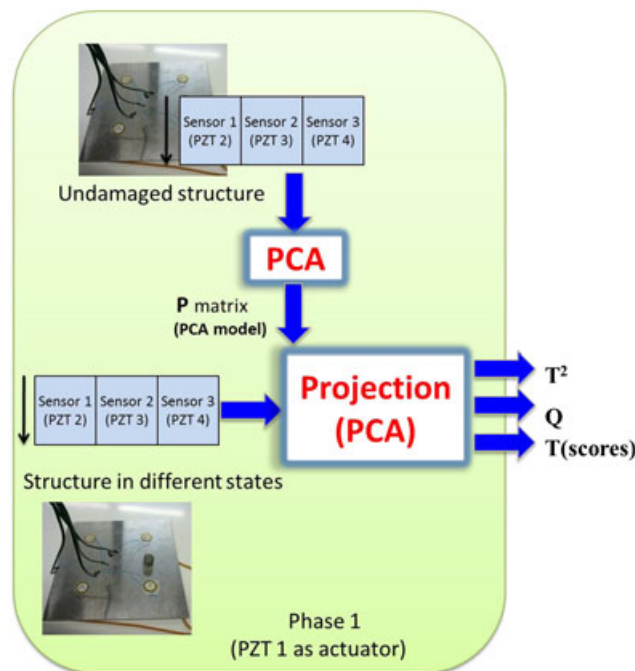 Sensor 1 Sensor 2 Sensor 3
(PZT 2) (PZT 3) (PZT 4)
Undamaged structure
PCA
P matrix
(PCA model)
Projection
(PCA)
T²
Q
T(scores)
Sensor 1 Sensor 2 Sensor 3
(PZT 2) (PZT 3) (PZT 4)
Structure in different states
Phase 1
(PZT 1 as actuator)